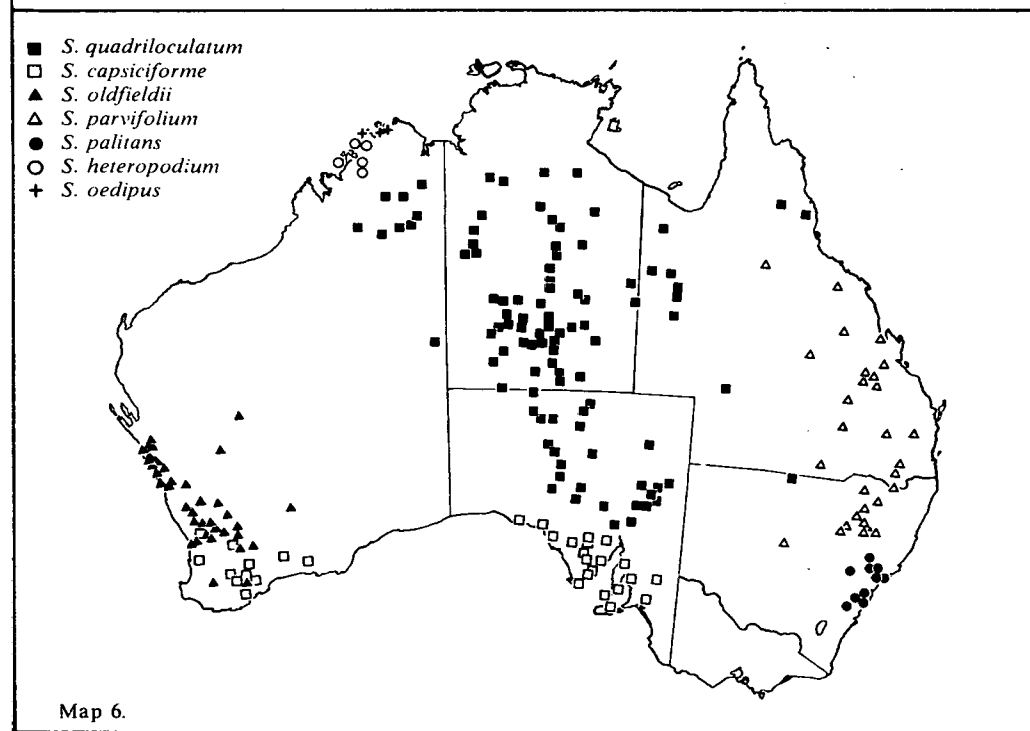 S. quadriloculatum
S. capsiciforme
S. oldfieldii
S. parvifolium
S. palitans
S. heteropodium
S. oedipus
Map 6.